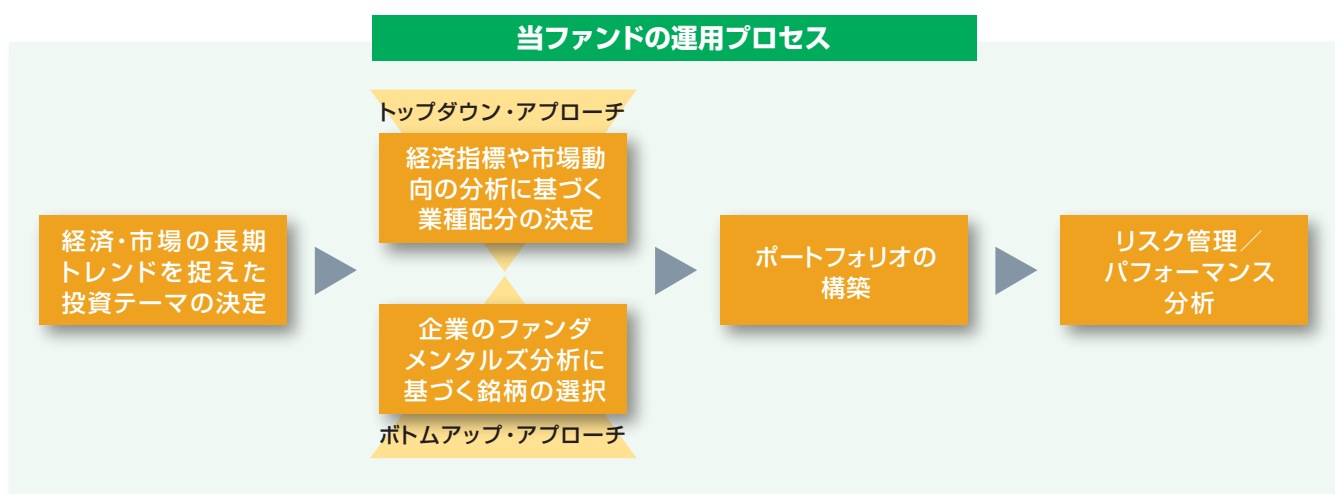 当ファンドの運用プロセス
経済・市場の長期
トレンドを捉えた
投資テーマの決定
トップダウン・アプローチ
経済指標や市場動
向の分析に基づく
業種配分の決定
企業のファンダ
メンタルズ分析に
基づく銘柄の選択
ボトムアップ・アプローチ
ポートフォリオの
構築
リスク管理／
パフォーマンス
分析